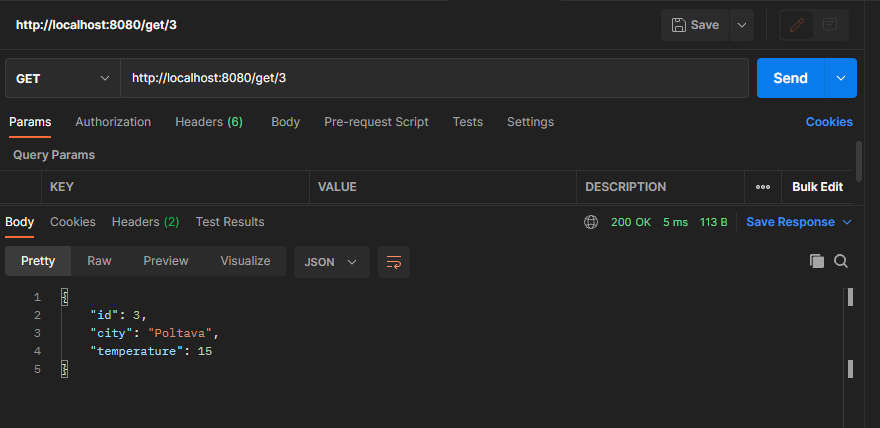 http://localhost:8080/get/3 Save
GET http://localhost:8080/get/3 Send
Params Authorization Headers (6) Body Pre-request Script Tests Settings Cookies
Query Params
KEY VALUE DESCRIPTION ooo Bulk Edit
Body Cookies Headers (2) Test Results 200 OK 5 ms 113 B Save Response
Pretty Raw Preview Visualize JSON
1 {
2 "id": 3,
3 "city": "Poltava",
4 "temperature": 15
5 }